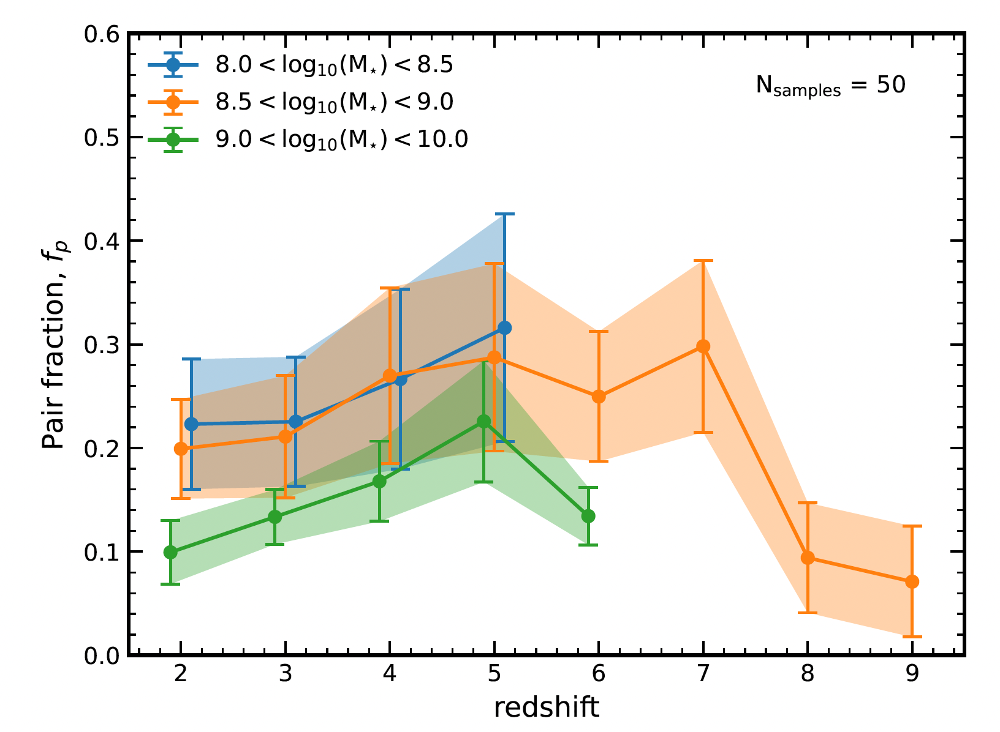 8.0 < log₁₀(M⋆) < 8.5
8.5 < log₁₀(M⋆) < 9.0
9.0 < log₁₀(M⋆) < 10.0
N_samples = 50
0.6
0.5
0.4
0.3
0.2
0.1
0.0
Pair fraction, f_p
2 3 4 5 6 7 8 9
redshift